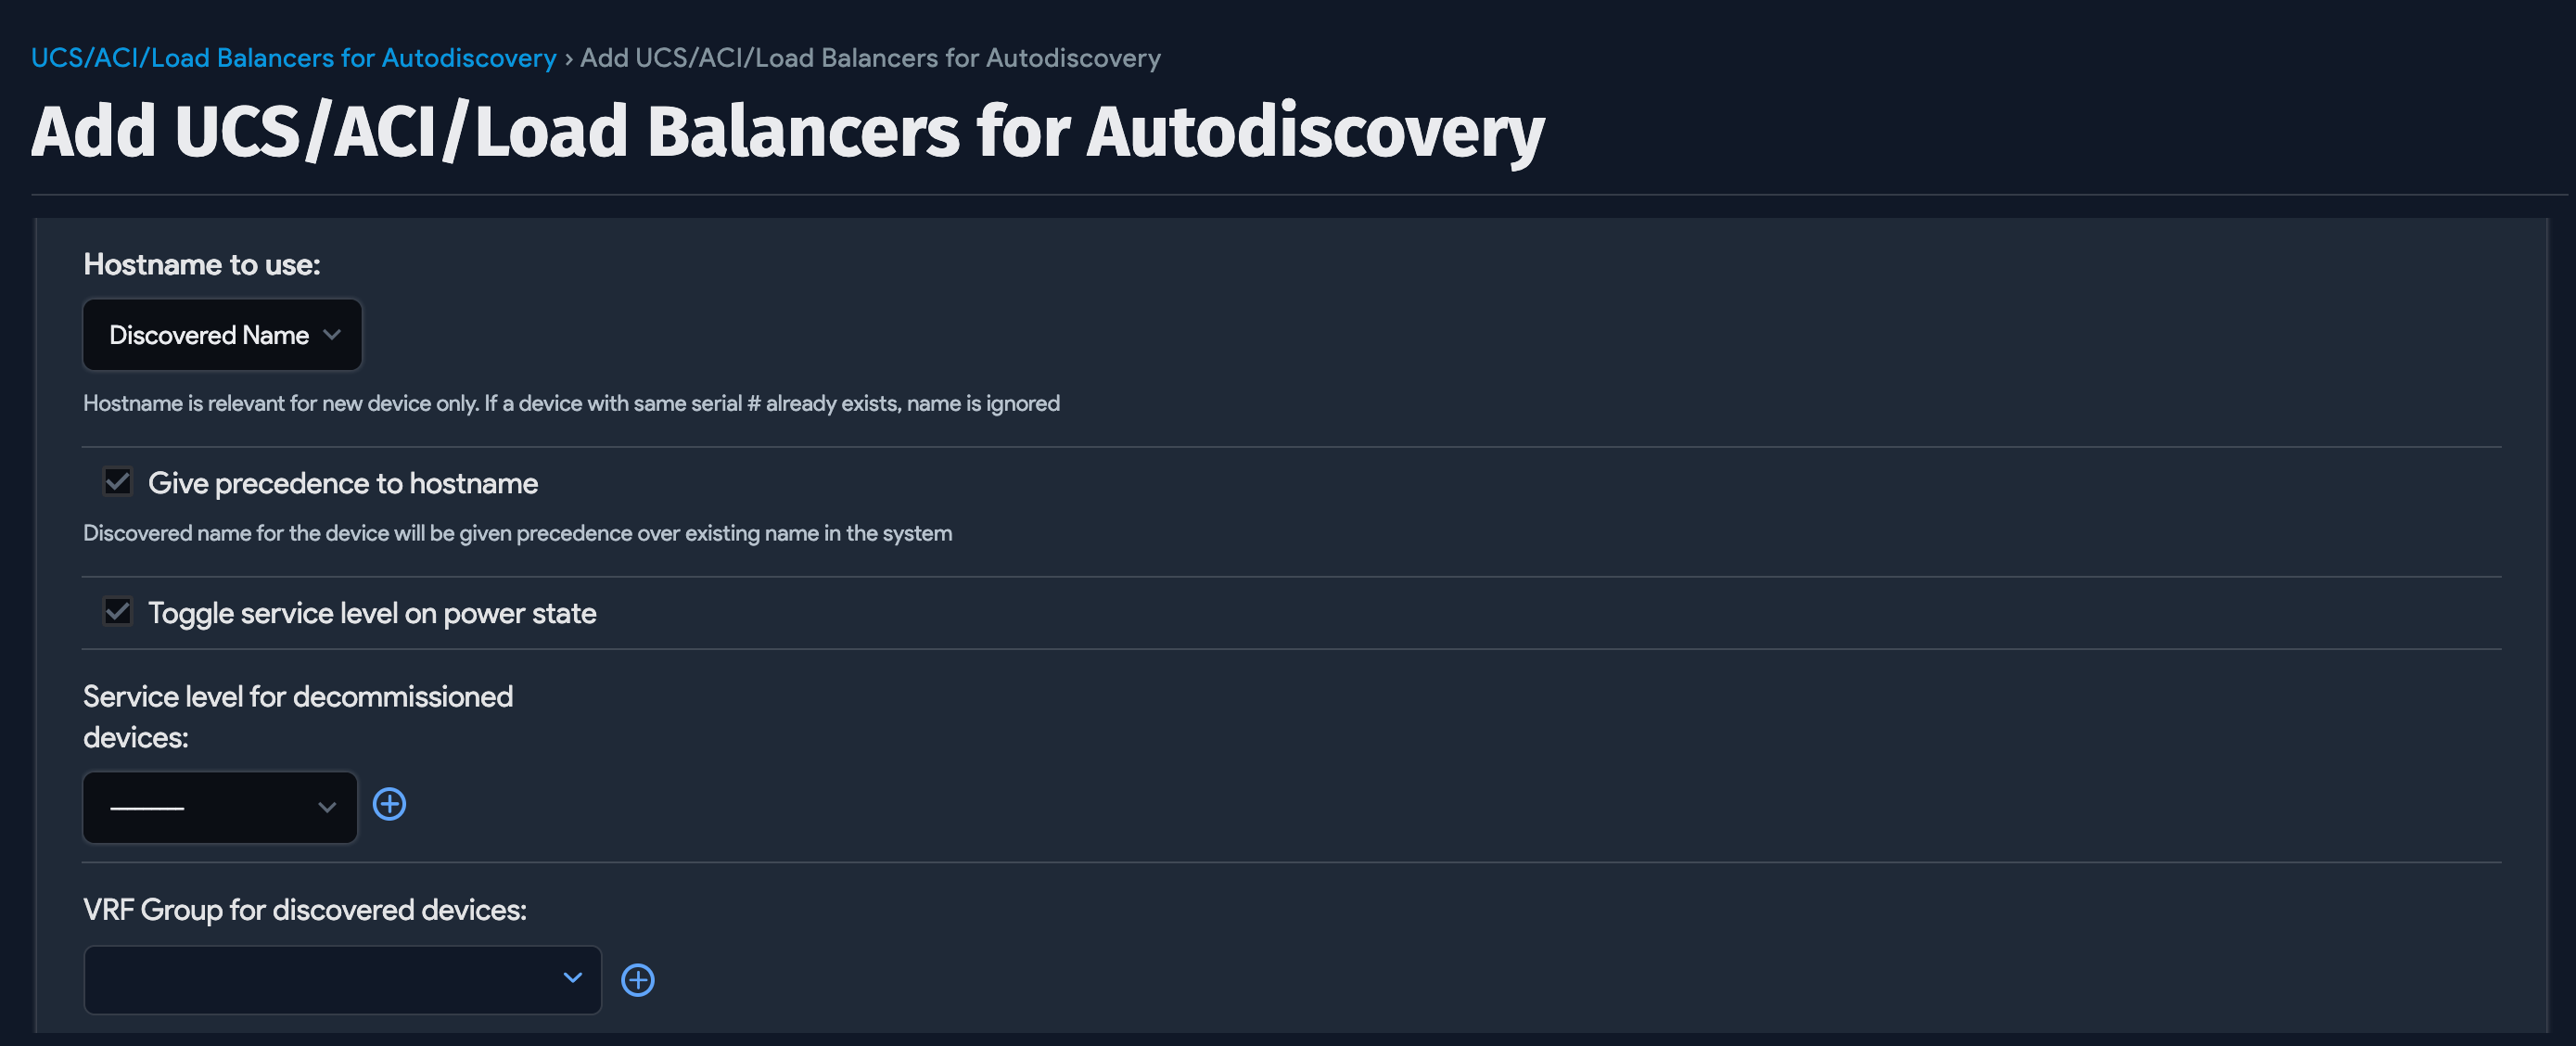 UCS/ACI/Load Balancers for Autodiscovery › Add UCS/ACI/Load Balancers for Autodiscovery
Add UCS/ACI/Load Balancers for Autodiscovery
Hostname to use:
Discovered Name
Hostname is relevant for new device only. If a device with same serial # already exists, name is ignored
Give precedence to hostname
Discovered name for the device will be given precedence over existing name in the system
Toggle service level on power state
Service level for decommissioned
devices:
---------
VRF Group for discovered devices: